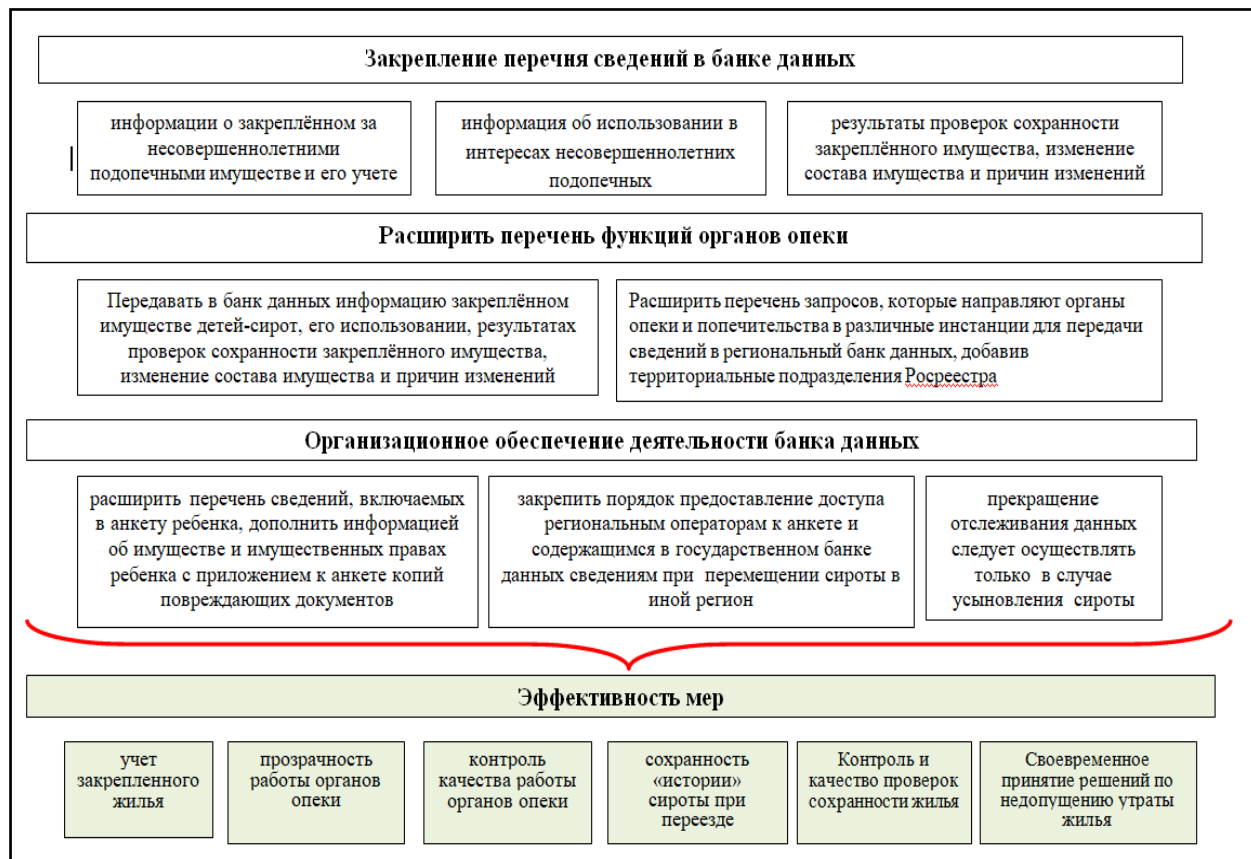 Закрепление перечня сведений в банке данных
информации о закреплённом за
несовершеннолетними
подопечными имуществе и его учете
информация об использовании в
интересах несовершеннолетних
подопечных
результаты проверок сохранности
закреплённого имущества, изменение
состава имущества и причин изменений
Расширить перечень функций органов опеки
Передавать в банк данных информацию закреплённом
имуществе детей-сирот, его использовании, результатах
проверок сохранности закреплённого имущества,
изменение состава имущества и причин изменений
Расширить перечень запросов, которые направляют органы
опеки и попечительства в различные инстанции для передачи
сведений в региональный банк данных, добавив
территориальные подразделения Росреестра
Организационное обеспечение деятельности банка данных
расширить перечень сведений, включаемых
в анкету ребенка, дополнить информацией
об имуществе и имущественных правах
ребенка с приложением к анкете копий
повреждающих документов
закрепить порядок предоставление доступа
региональным операторам к анкете и
содержащимся в государственном банке
данных сведениям при перемещении сироты в
иной регион
прекращение
отслеживания данных
следует осуществлять
только в случае
усыновления сироты
Эффективность мер
учет
закрепленного
жилья
прозрачность
работы органов
опеки
контроль
качества работы
органов опеки
сохранность
«истории»
сироты при
переезде
Контроль и
качество проверок
сохранности жилья
Своевременное
принятие решений по
недопущению утраты
жилья